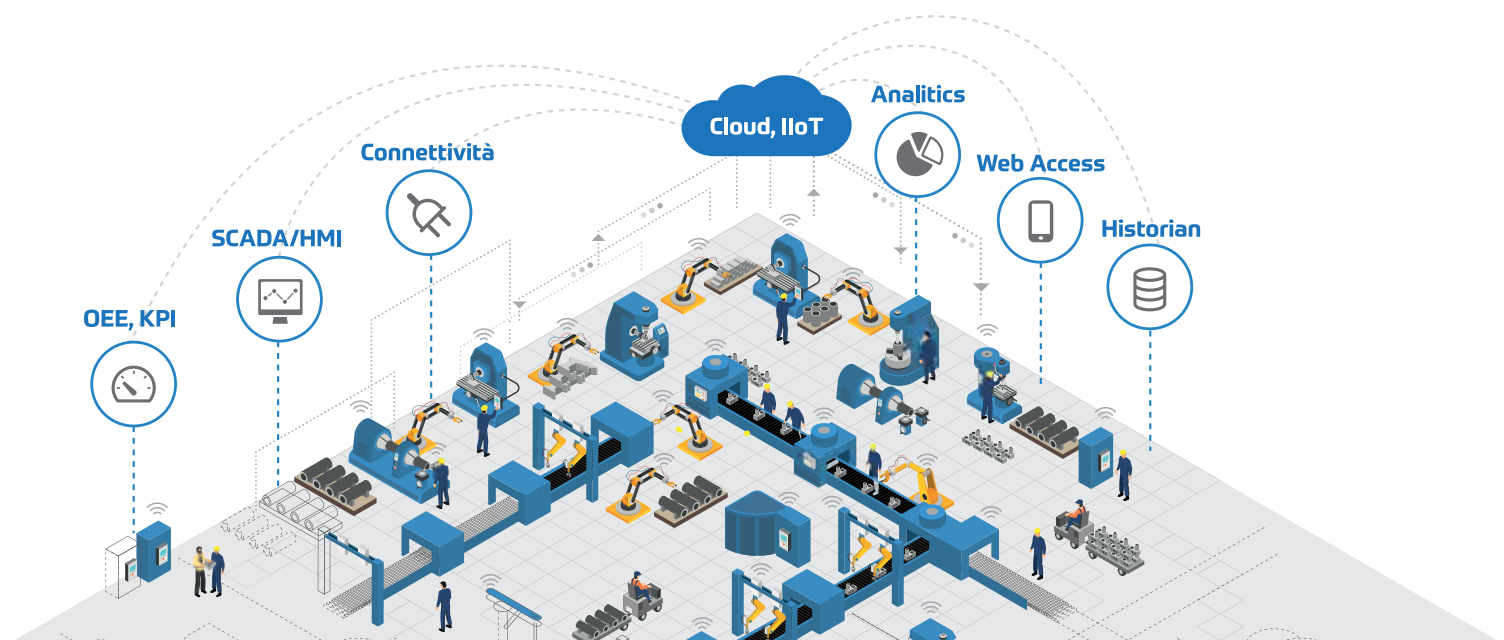 Cloud, IIoT
Analitics
Connettività
Web Access
SCADA/HMI
Historian
OEE, KPI